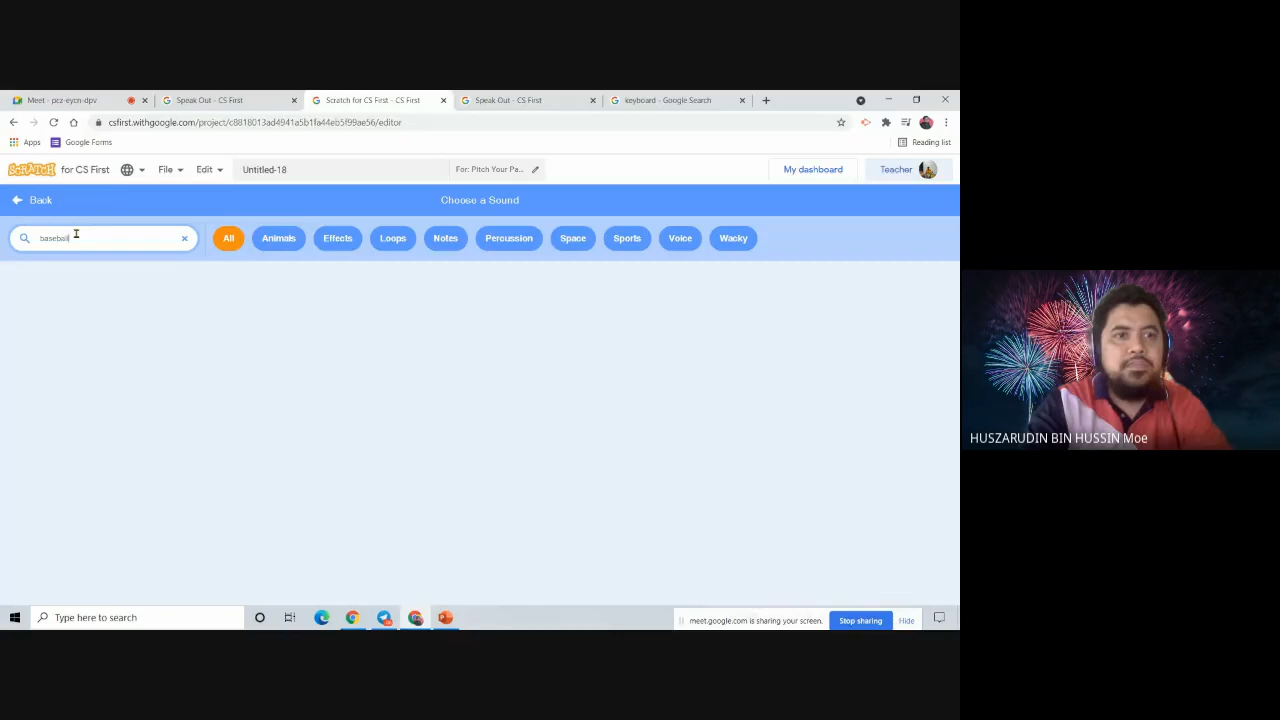 Meet - pcz-eycn-dpv
Speak Out - CS First
Scratch for CS First - CS First
Speak Out - CS First
keyboard - Google Search
csfirst.withgoogle.com/project/c8818013ad4941a5b1fa44eb5f99ae56/editor
Apps
Google Forms
Reading list
SCRATCH for CS First
File
Edit
Untitled-18
For: Pitch Your Pa...
My dashboard
Teacher
Back
Choose a Sound
baseball
All
Animals
Effects
Loops
Notes
Percussion
Space
Sports
Voice
Wacky
HUSZARUDIN BIN HUSSIN Moe
Type here to search
meet.google.com is sharing your screen.
Stop sharing
Hide